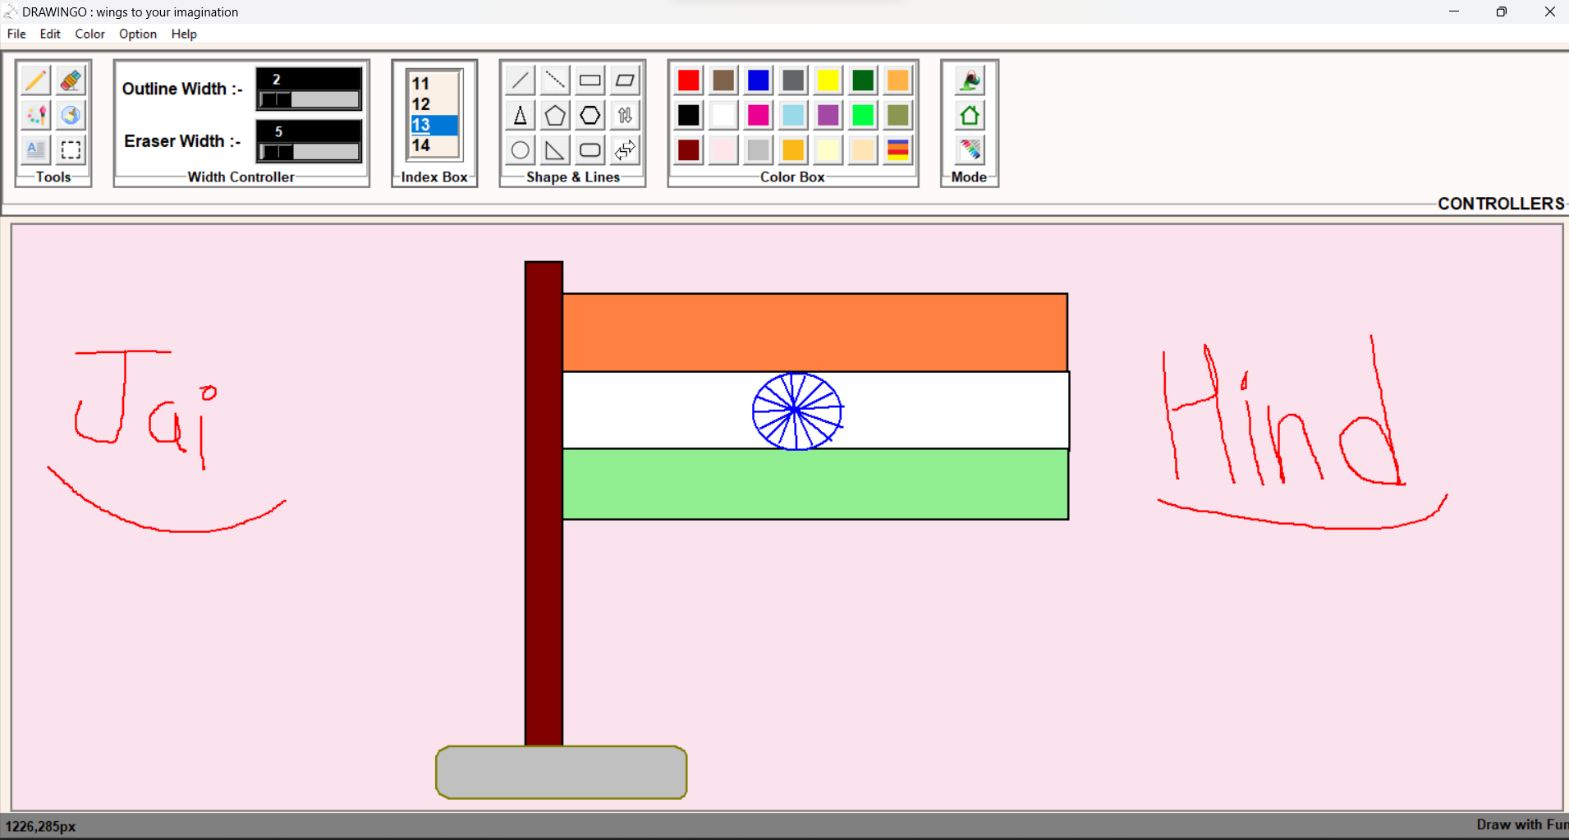 DRAWINGO : wings to your imagination
File Edit Color Option Help
Outline Width :- 2
Eraser Width :- 5
11
12
13
14
Tools
Width Controller
Index Box
Shape & Lines
Color Box
Mode
CONTROLLERS
Jai
Hind
1226,285px
Draw with Fun